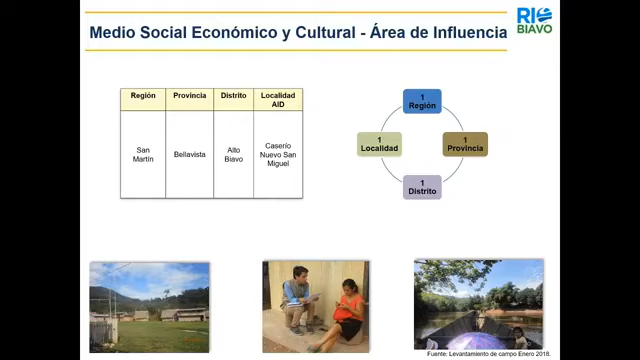 Medio Social Económico y Cultural - Área de Influencia
RIO
BIAVO
Región Provincia Distrito Localidad AID
San Martín Bellavista Alto Biavo Caserío Nuevo San Miguel
1
Región
1
Localidad
1
Provincia
1
Distrito
Fuente: Levantamiento de campo Enero 2018.